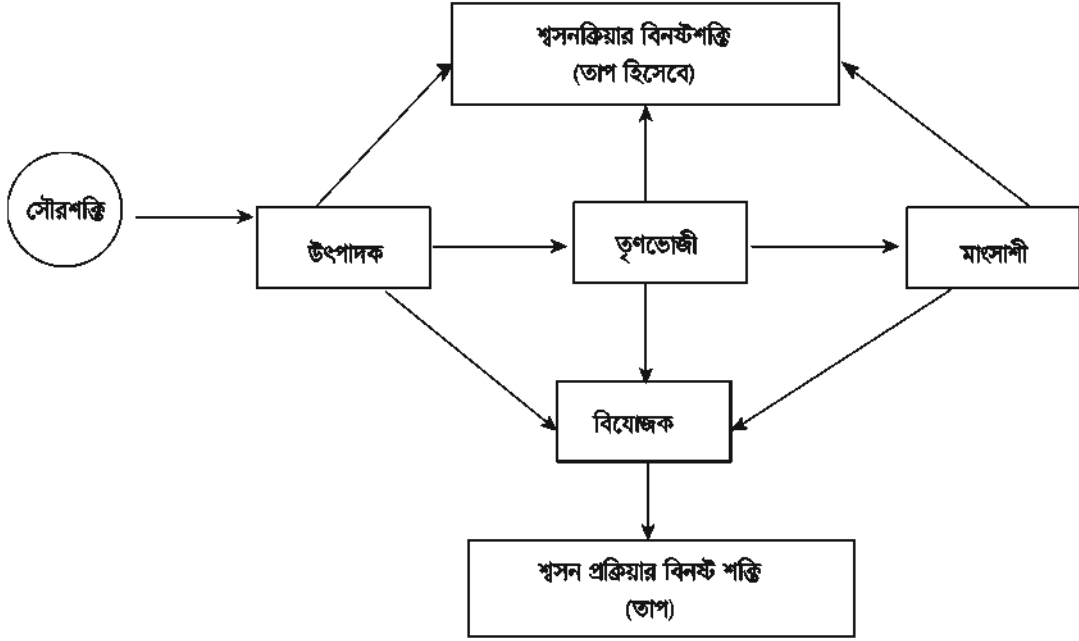 শ্বসনক্রিয়ার বিনষ্টশক্তি
(তাপ হিসেবে)
সৌরশক্তি
উৎপাদক
তৃণভোজী
মাংসাশী
বিযোজক
শ্বসন প্রক্রিয়ার বিনষ্ট শক্তি
(তাপ)